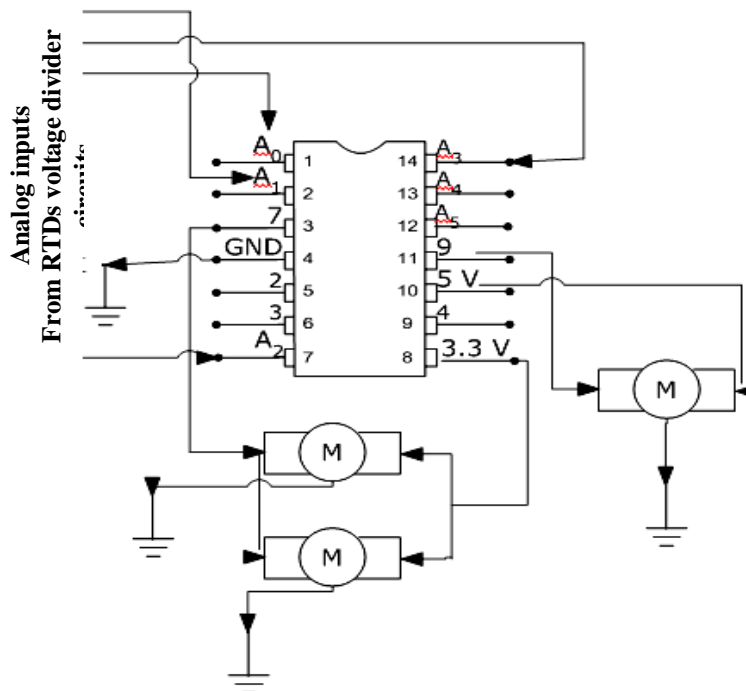 Analog inputs
From RTDs voltage divider
circuits
A0 1 14 A3
A1 2 13 A4
7 3 12 A5
GND 4 11 9
2 5 10 5 V
3 6 9 4
A2 7 8 3.3 V
M
M
M